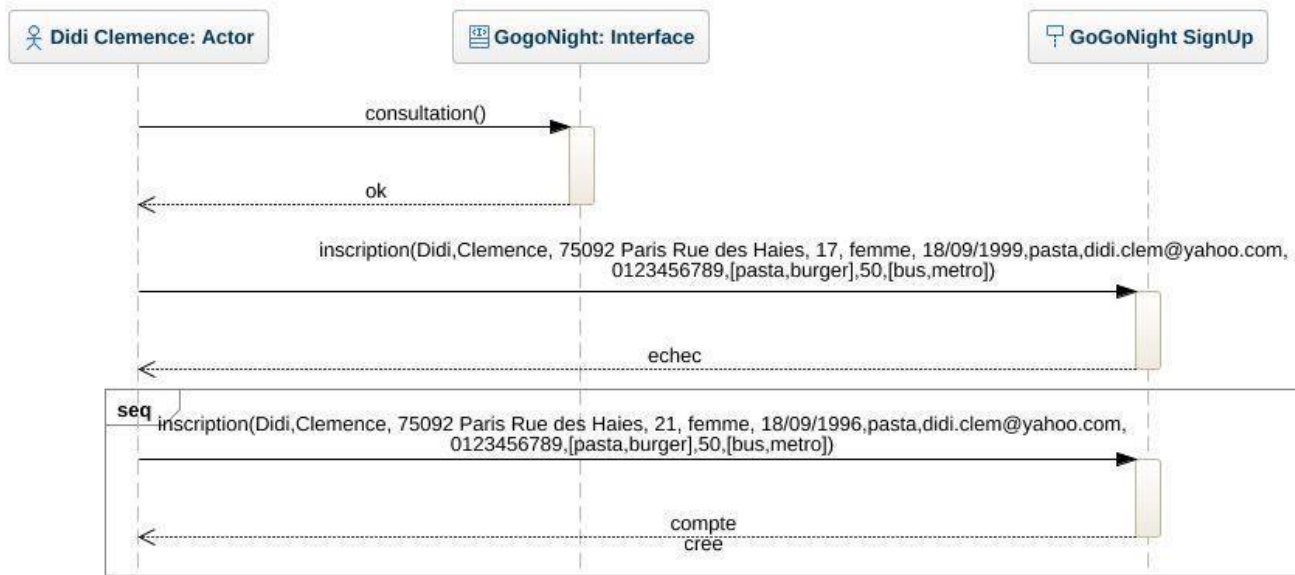 Didi Clemence: Actor
GogoNight: Interface
GoGoNight SignUp
consultation()
ok
inscription(Didi,Clemence, 75092 Paris Rue des Haies, 17, femme, 18/09/1999,pasta,didi.clem@yahoo.com,
0123456789,[pasta,burger],50,[bus,metro])
echec
seq
inscription(Didi,Clemence, 75092 Paris Rue des Haies, 21, femme, 18/09/1996,pasta,didi.clem@yahoo.com,
0123456789,[pasta,burger],50,[bus,metro])
compte
cree